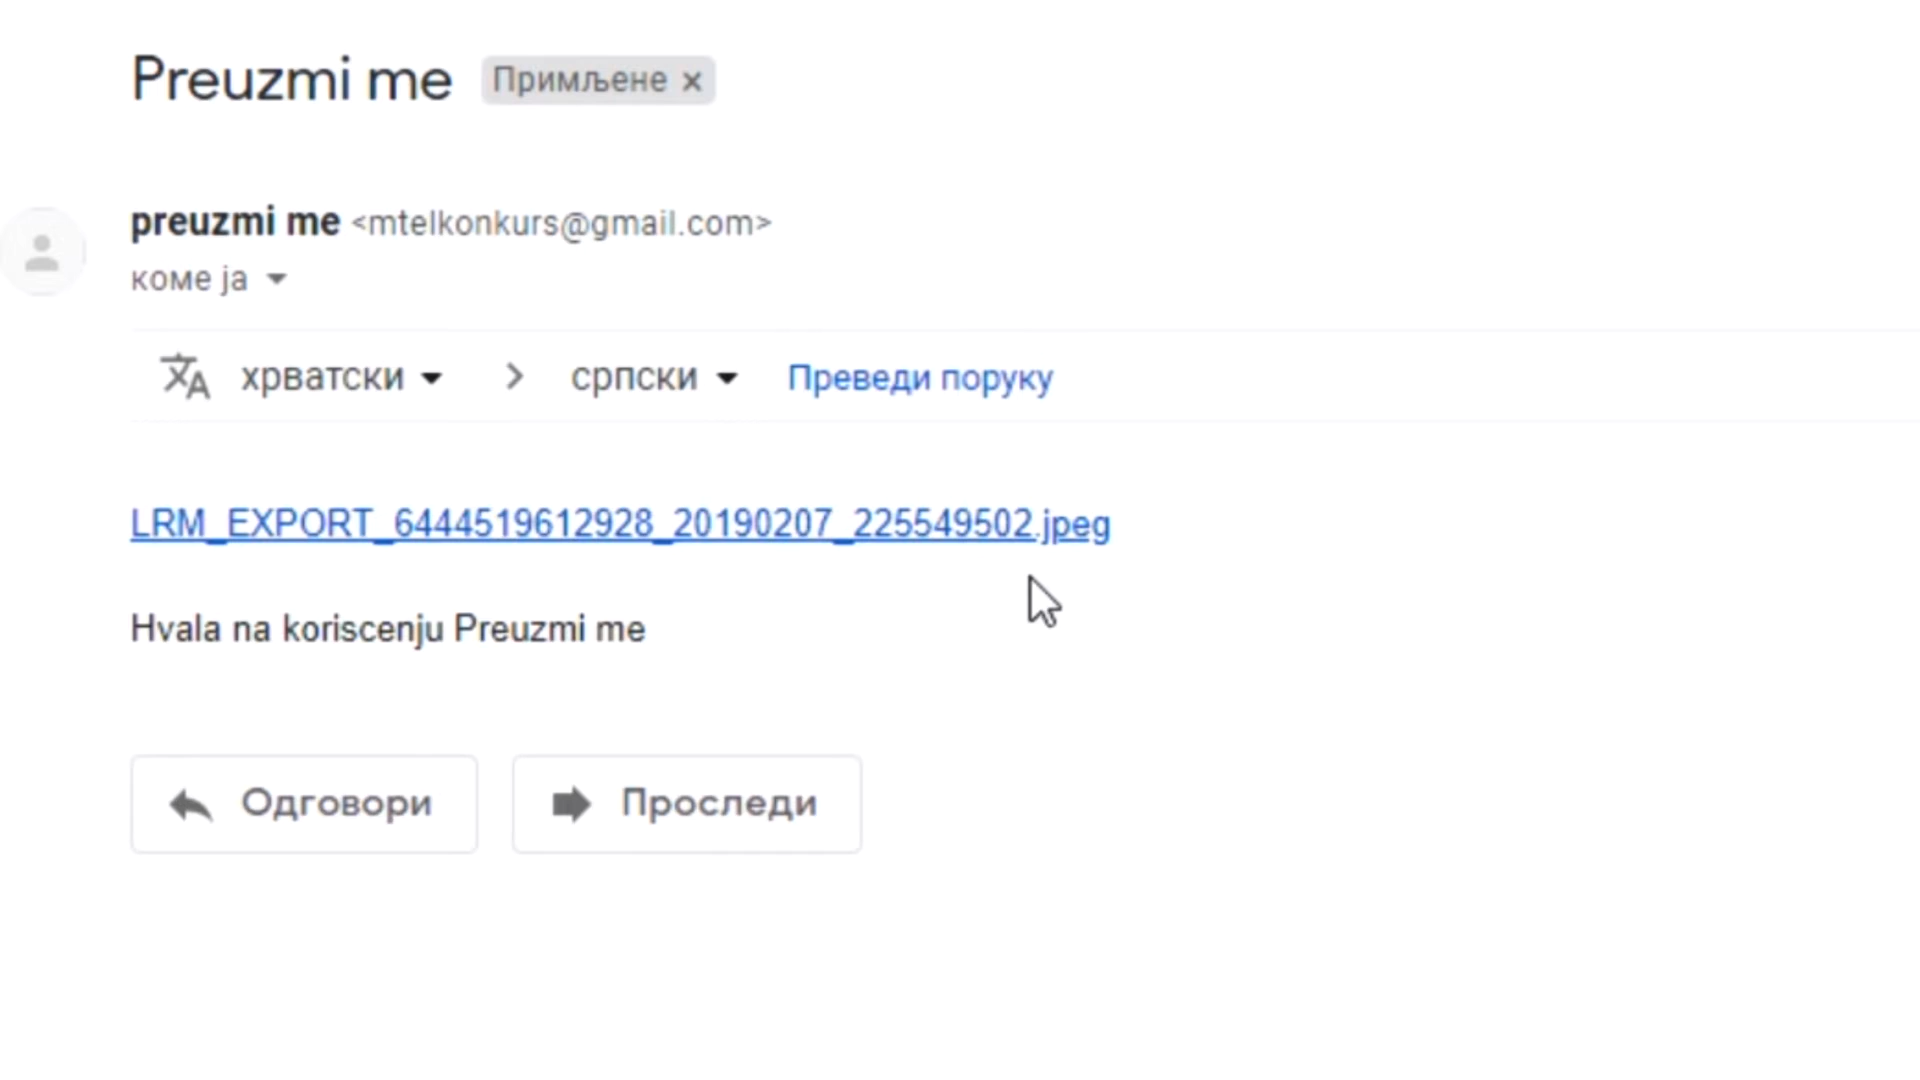 Preuzmi me Примљене ×
preuzmi me <mtelkonkurs@gmail.com>
коме ја
хрватски > српски Преведи поруку
LRM_EXPORT_6444519612928_20190207_225549502.jpeg
Hvala na koriscenju Preuzmi me
Одговори Проследи